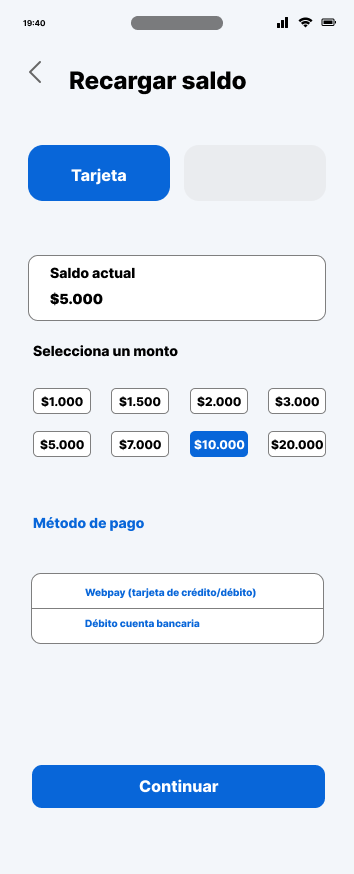 19:40
Recargar saldo
Tarjeta
Saldo actual
$5.000
Selecciona un monto
$1.000 $1.500 $2.000 $3.000
$5.000 $7.000 $10.000 $20.000
Método de pago
Webpay (tarjeta de crédito/débito)
Débito cuenta bancaria
Continuar